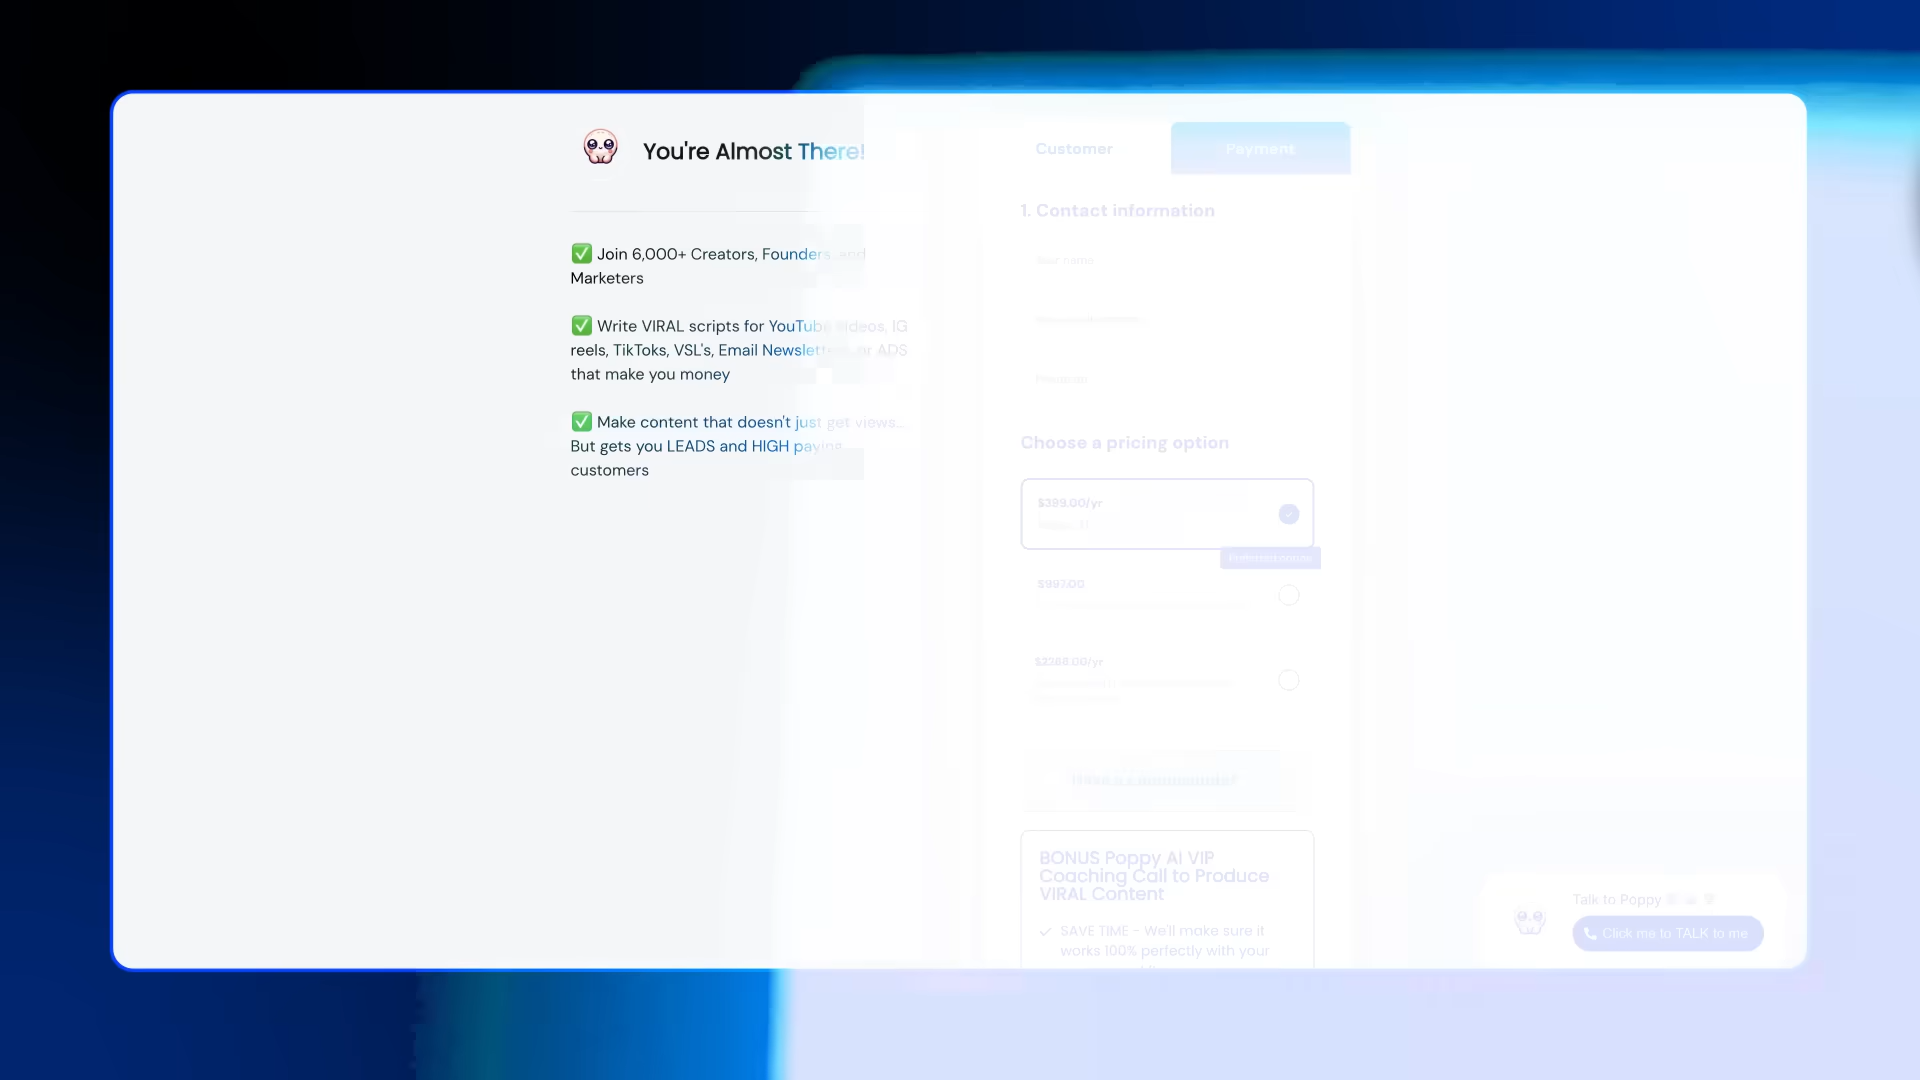 You're Almost There!
✅ Join 6,000+ Creators, Founders and
Marketers
✅ Write VIRAL scripts for YouTube videos, IG
reels, TikToks, VSL's, Email Newsletters, or ADS
that make you money
✅ Make content that doesn't just get views...
But gets you LEADS and HIGH paying
customers
Customer
Payment
1. Contact information
Your name
Choose a pricing option
$399.00/yr
Preferred option
$997.00
BONUS Poppy AI VIP
Coaching Call to Produce
VIRAL Content
✓ SAVE TIME - We'll make sure it
works 100% perfectly with your
Talk to Poppy
Click me to TALK to me